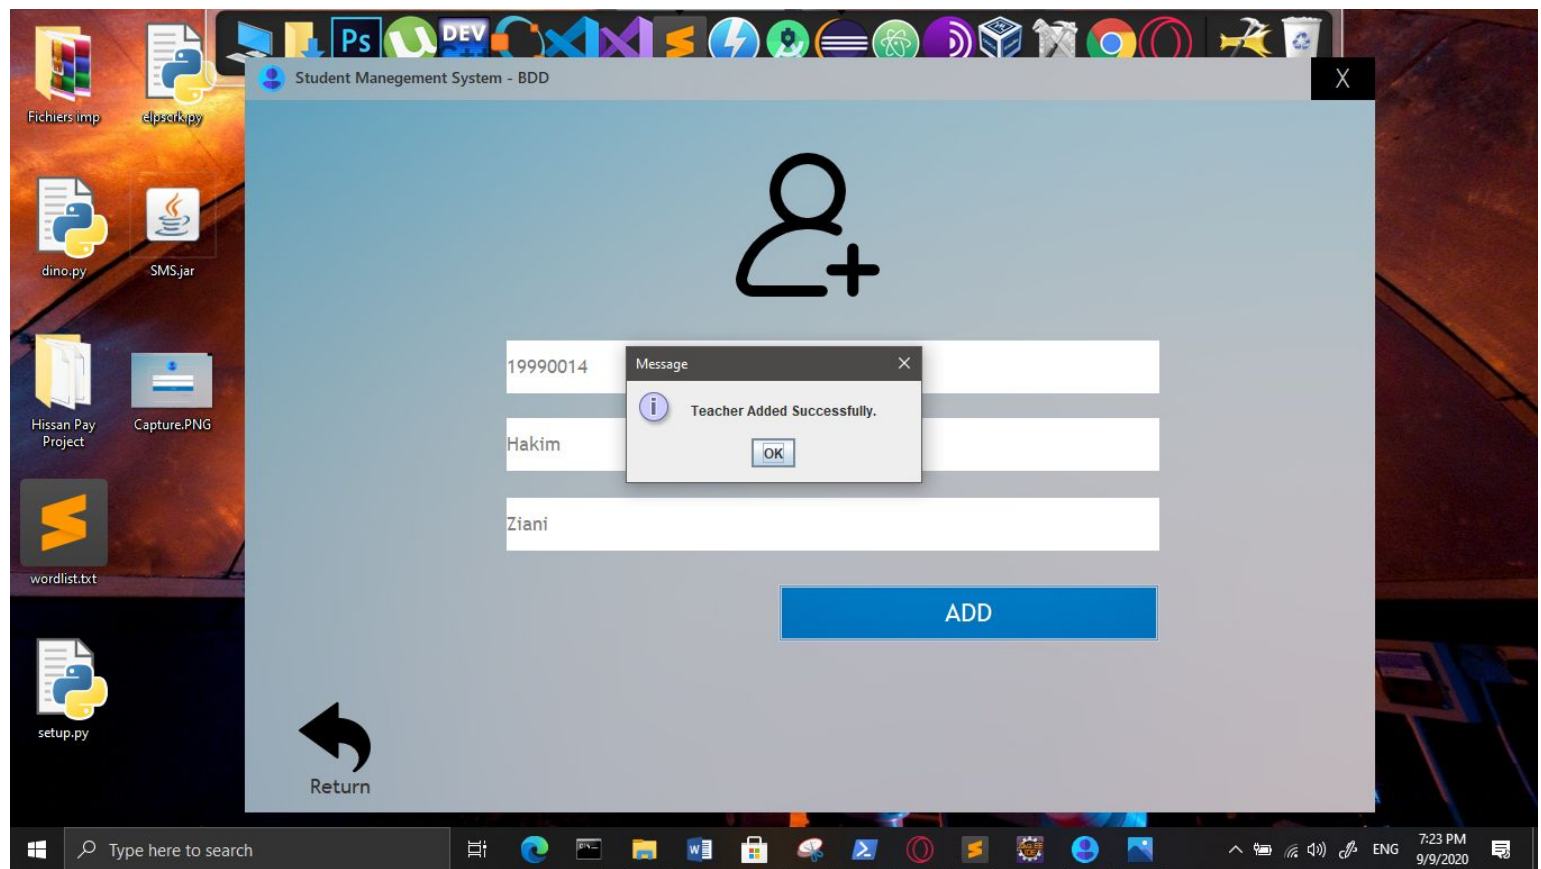 Ps
DEV
C++
Student Manegement System - BDD
X
Fichiers imp
elpscrk.py
dino.py
SMS.jar
Hissan Pay
Project
Capture.PNG
wordlist.txt
setup.py
19990014
Hakim
Ziani
Message
Teacher Added Successfully.
OK
ADD
Return
Type here to search
ENG
7:23 PM
9/9/2020